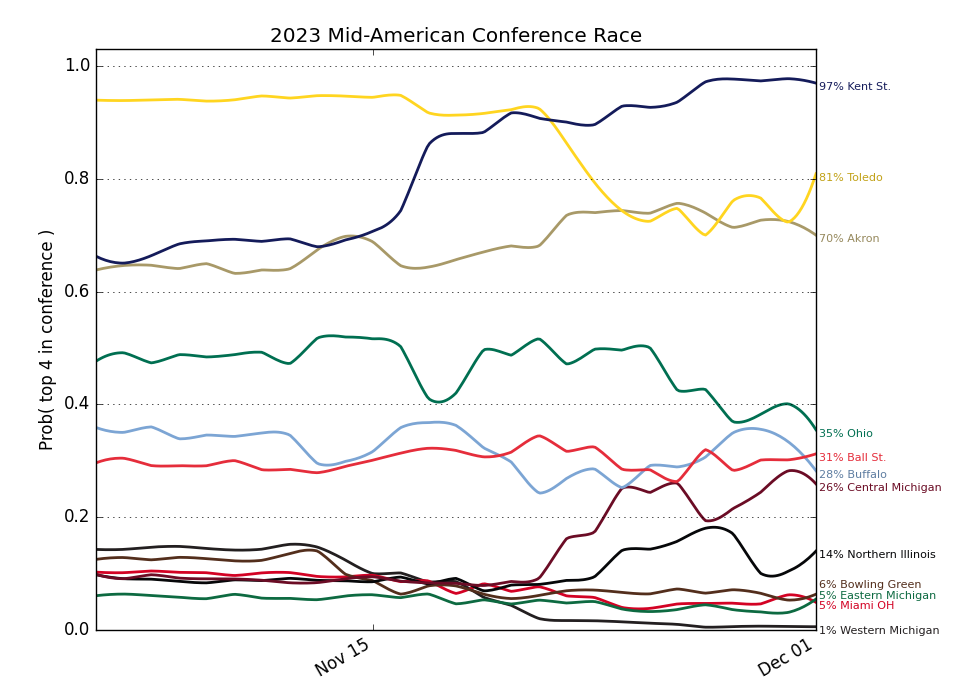 2023 Mid-American Conference Race
Prob( top 4 in conference )
1.0
0.8
0.6
0.4
0.2
0.0
Nov 15
Dec 01
97% Kent St.
81% Toledo
70% Akron
35% Ohio
31% Ball St.
28% Buffalo
26% Central Michigan
14% Northern Illinois
6% Bowling Green
5% Eastern Michigan
5% Miami OH
1% Western Michigan